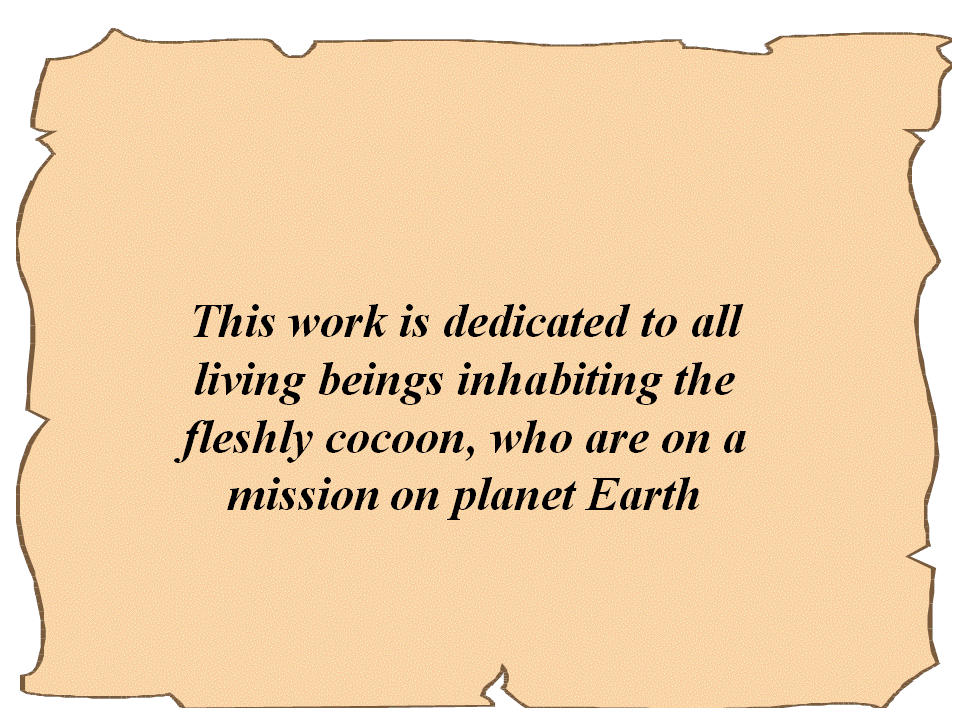 This work is dedicated to all
living beings inhabiting the
fleshly cocoon, who are on a
mission on planet Earth